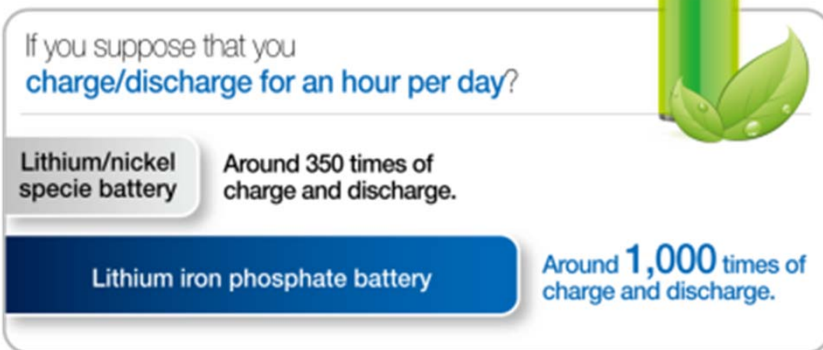 If you suppose that you
charge/discharge for an hour per day?
Lithium/nickel
specie battery
Around 350 times of
charge and discharge.
Lithium iron phosphate battery
Around 1,000 times of
charge and discharge.